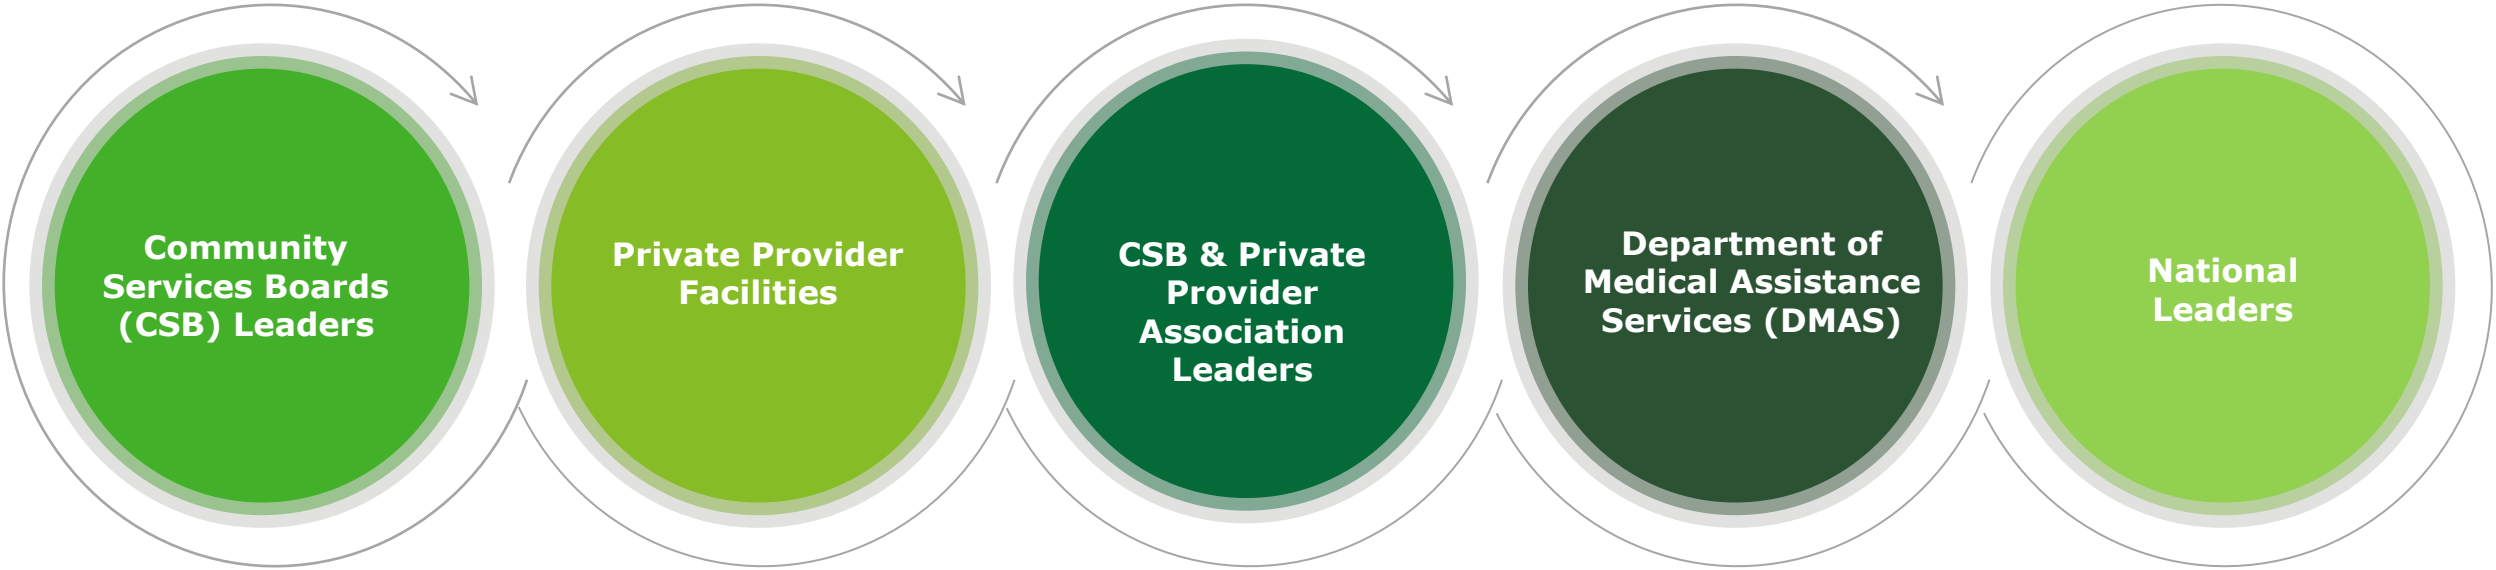 Community
Services Boards
(CSB) Leaders
Private Provider
Facilities
CSB & Private
Provider
Association
Leaders
Department of
Medical Assistance
Services (DMAS)
National
Leaders